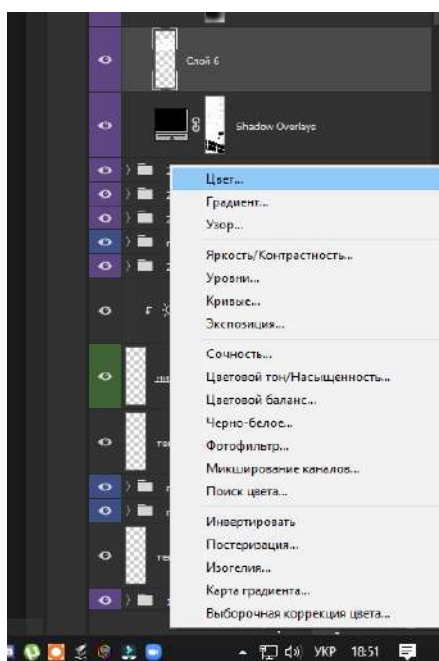 Слой 6
Shadow Overlays
Цвет...
Градиент...
Узор...
Яркость/Контрастность...
Уровни...
Кривые...
Экспозиция...
Сочность...
Цветовой тон/Насыщенность...
Цветовой баланс...
Черно-белое...
Фотофильтр...
Микширование каналов...
Поиск цвета...
Инвертировать
Постеризация...
Изогелия...
Карта градиента...
Выборочная коррекция цвета...
УКР 18:51